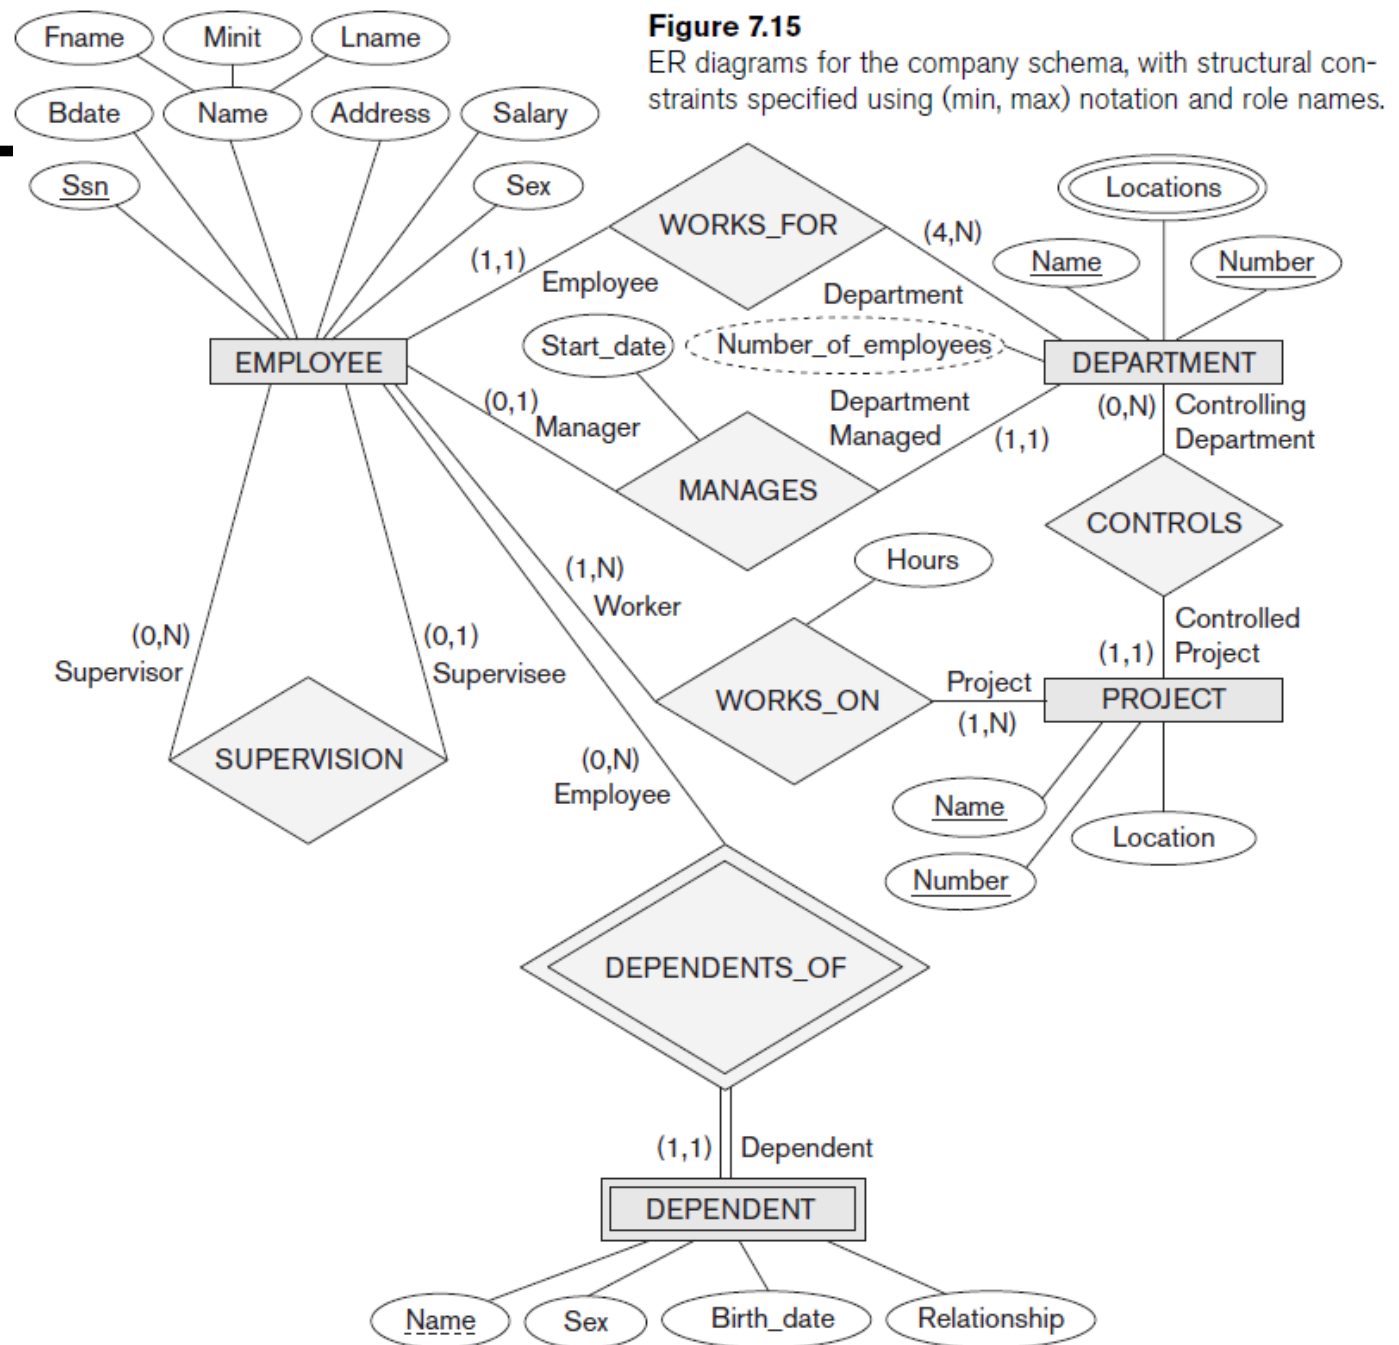 Figure 7.15
ER diagrams for the company schema, with structural con-
straints specified using (min, max) notation and role names.
Fname
Minit
Lname
Bdate
Name
Address
Salary
Ssn
Sex
WORKS_FOR
Locations
(4,N)
Name
Number
(1,1)
Employee
Department
Start_date
Number_of_employees
EMPLOYEE
DEPARTMENT
(0,1)
Manager
Department
Managed
(1,1)
(0,N)
Controlling
Department
MANAGES
CONTROLS
Hours
(1,N)
Worker
(0,N)
Supervisor
(0,1)
Supervisee
Controlled
Project
(1,1)
Project
(1,N)
WORKS_ON
PROJECT
SUPERVISION
(0,N)
Employee
Name
Location
Number
DEPENDENTS_OF
(1,1)
Dependent
DEPENDENT
Name
Sex
Birth_date
Relationship